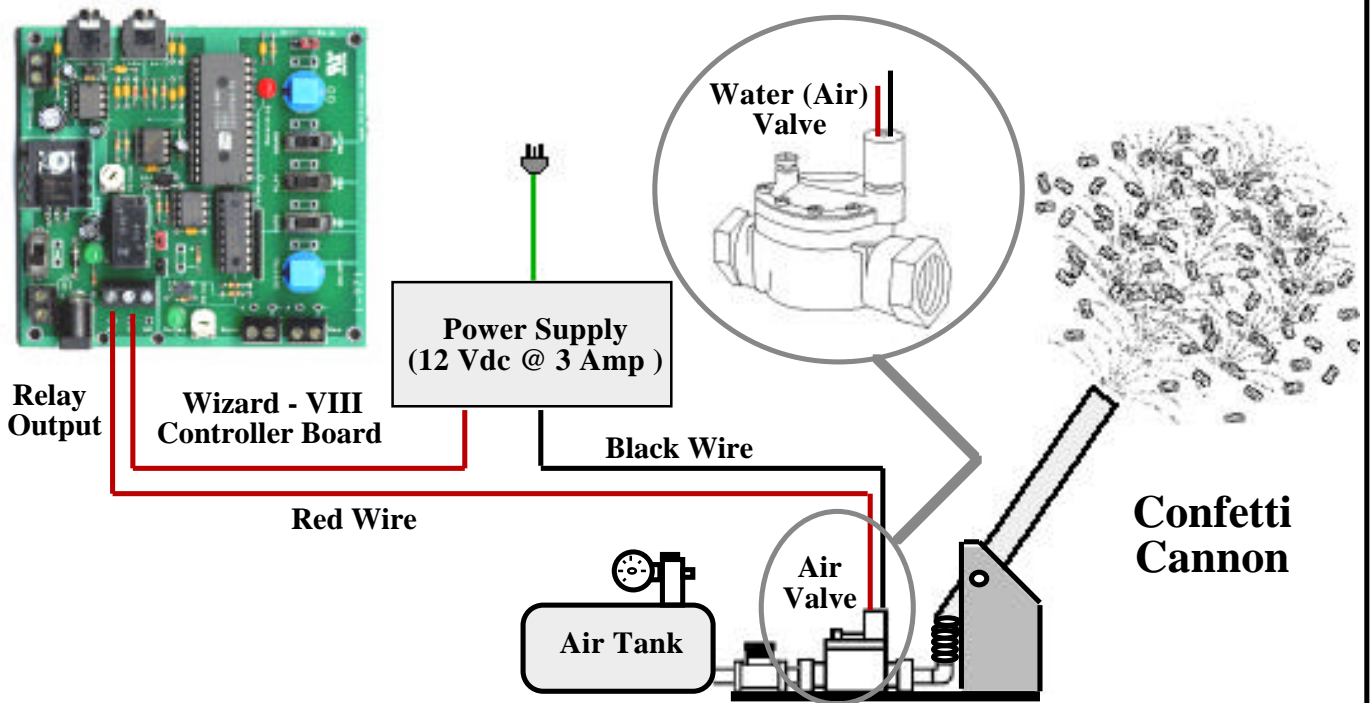 Water (Air)
Valve
Power Supply
(12 Vdc @ 3 Amp )
Relay
Output
Wizard - VIII
Controller Board
Black Wire
Red Wire
Confetti
Cannon
Air
Valve
Air Tank